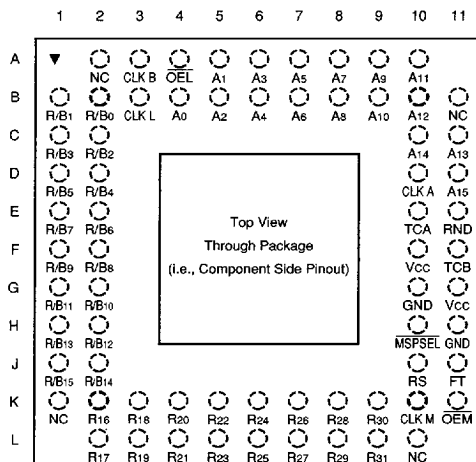 1 2 3 4 5 6 7 8 9 10 11
A
NC CLK B OEL A1 A3 A5 A7 A9 A11
B
R/B1 R/B0 CLK L A0 A2 A4 A6 A8 A10 A12 NC
C
R/B3 R/B2 A14 A13
D
R/B5 R/B4 CLK A A15
E
R/B7 R/B6 TCA RND
F
R/B9 R/B8 VCC TCB
G
R/B11 R/B10 GND VCC
H
R/B13 R/B12 MSPSEL GND
J
R/B15 R/B14 RS FT
K
NC R16 R18 R20 R22 R24 R26 R28 R30 CLK M OEM
L
R17 R19 R21 R23 R25 R27 R29 R31 NC
Top View
Through Package
(i.e., Component Side Pinout)